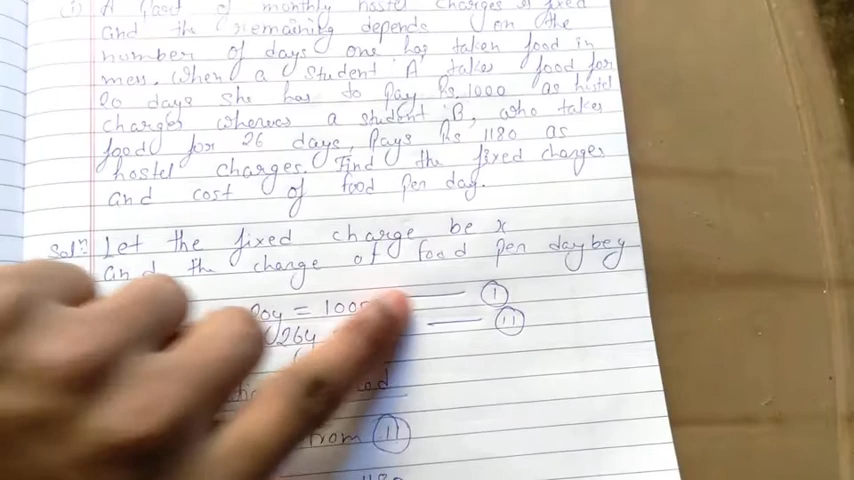 (i) A part of monthly hostel charges is fixed
and the remaining depends on the
number of days one has taken food in
mess. When a student 'A' takes food for
20 days she has to pay Rs. 1000 as hostel
charges whereas a student 'B', who takes
food for 26 days, Pays Rs 1180 as
hostel charges. Find the fixed charges
and cost of food per day.
Solⁿ: Let the fixed charge be x
and the charge of food per day be y
20y = 1000 — (I)
26y — (II)
from (II)
1180